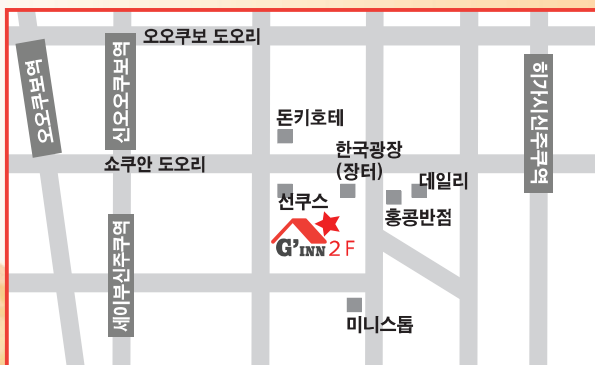 오오쿠보 도오리
오오쿠보역
신오오쿠보역
히가시신주쿠역
돈키호테
한국광장
(장터)
쇼쿠안 도오리
데일리
선쿠스
홍콩반점
G'INN 2F
세이부신주쿠역
미니스톱